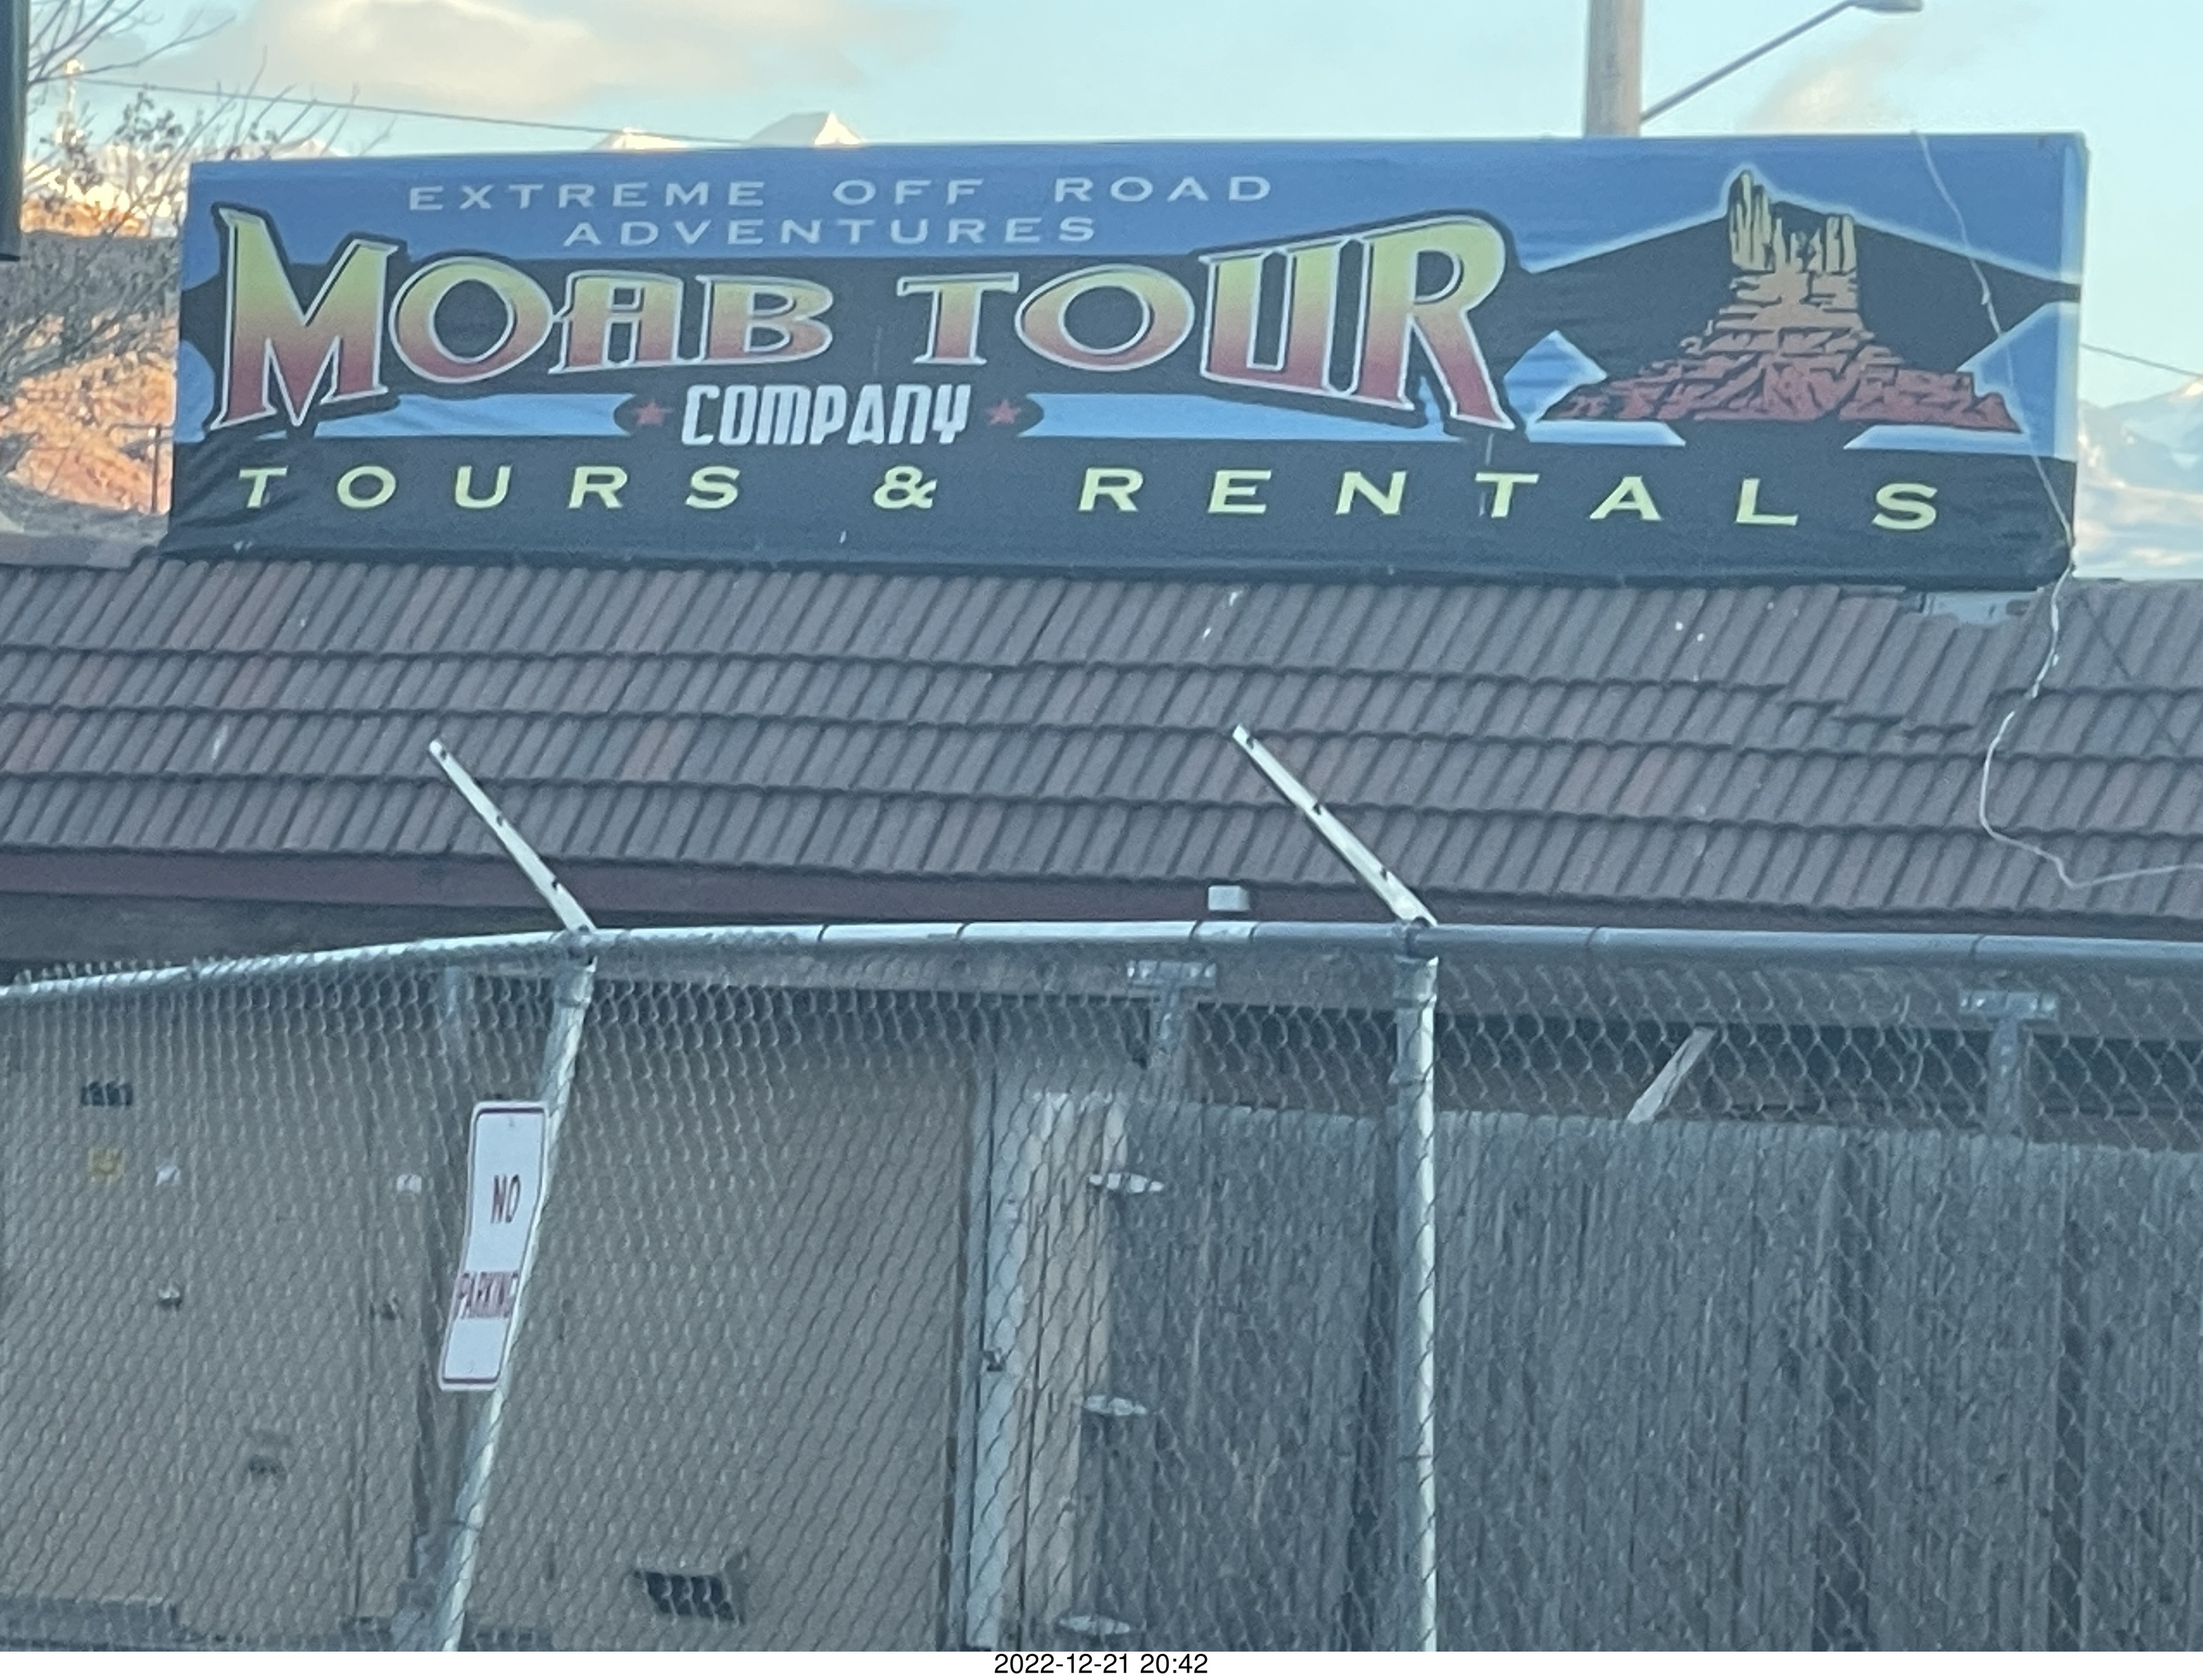 EXTREME OFF ROAD
ADVENTURES
MOAB TOUR
COMPANY
TOURS & RENTALS
NO
PARKING
2022-12-21 20:42